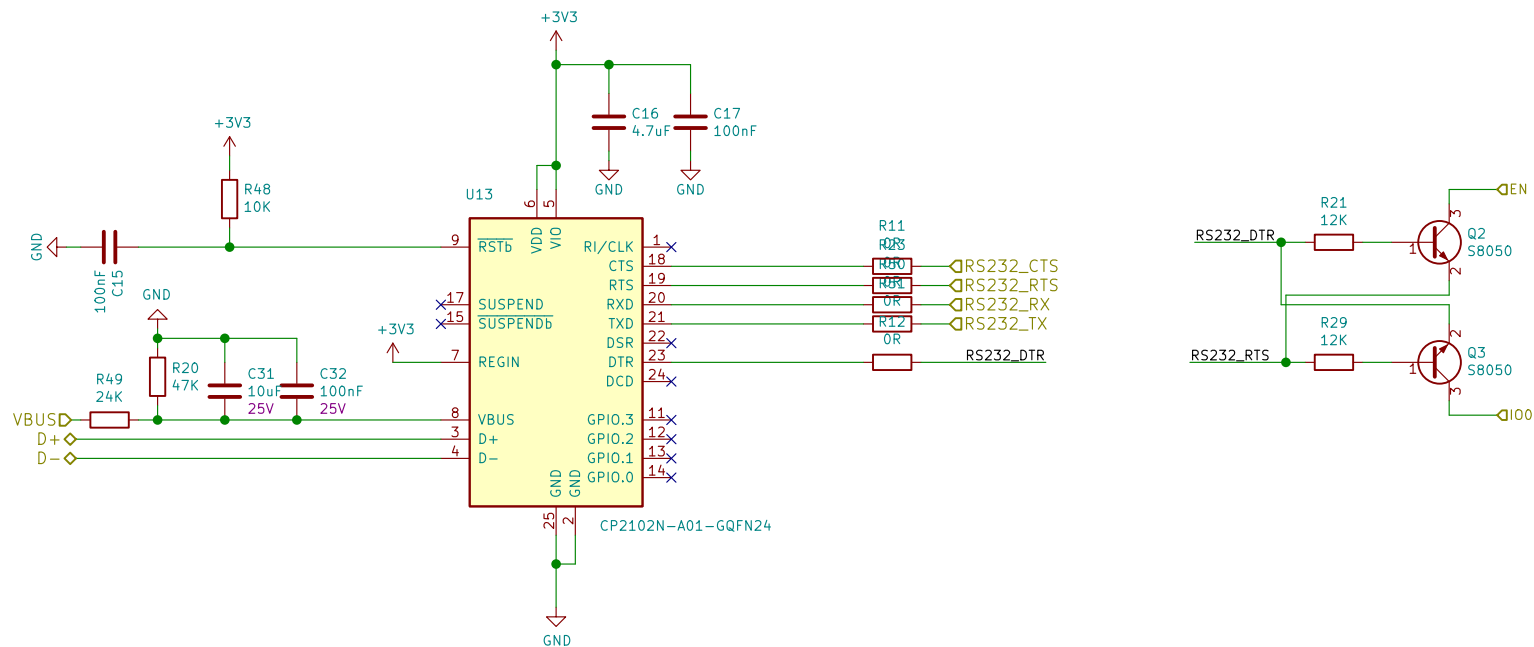 +3V3
C16
4.7uF
C17
100nF
GND
GND
+3V3
R48
10K
GND
100nF
C15
U13
6
5
VDD
VIO
9
RSTb
17
SUSPEND
15
SUSPENDb
+3V3
7
REGIN
8
VBUS
3
D+
4
D-
RI/CLK
1
CTS
18
RTS
19
RXD
20
TXD
21
DSR
22
DTR
23
DCD
24
GPIO.3
11
GPIO.2
12
GPIO.1
13
GPIO.0
14
GND
GND
25
2
CP2102N-A01-GQFN24
GND
GND
R20
47K
C31
10uF
25V
C32
100nF
25V
R49
24K
VBUS
D+
D-
R11
0R
R23
0R
R30
0R
R31
0R
R12
0R
RS232_CTS
RS232_RTS
RS232_RX
RS232_TX
RS232_DTR
RS232_DTR
R21
12K
1
3
2
Q2
S8050
EN
RS232_RTS
R29
12K
1
2
3
Q3
S8050
IO0